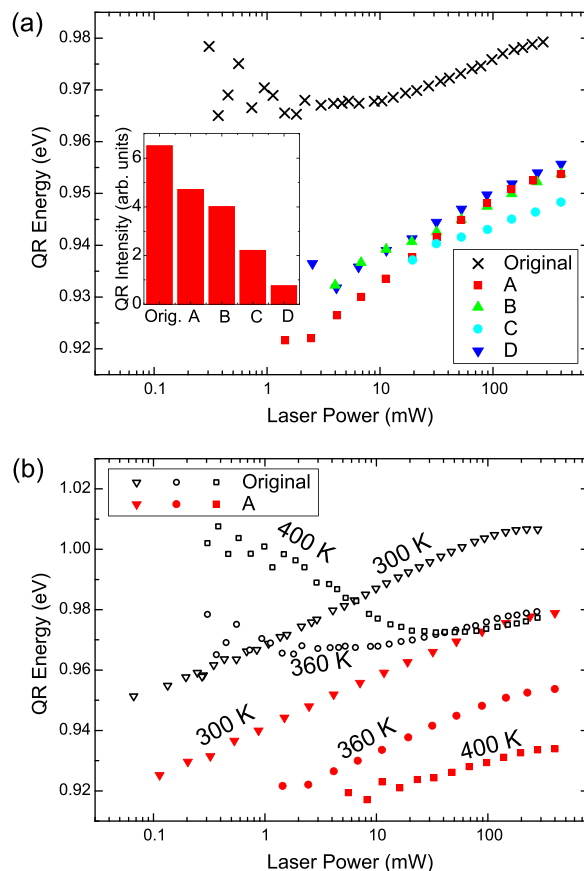 (a)
0.98
0.97
0.96
0.95
0.94
0.93
0.92
QR Energy (eV)
QR Intensity (arb. units)
6
4
2
0
Orig. A B C D
Original
A
B
C
D
0.1 1 10 100
Laser Power (mW)
(b)
Original
A
1.02
1.00
0.98
0.96
0.94
0.92
QR Energy (eV)
400 K
300 K
360 K
300 K
360 K
400 K
0.1 1 10 100
Laser Power (mW)